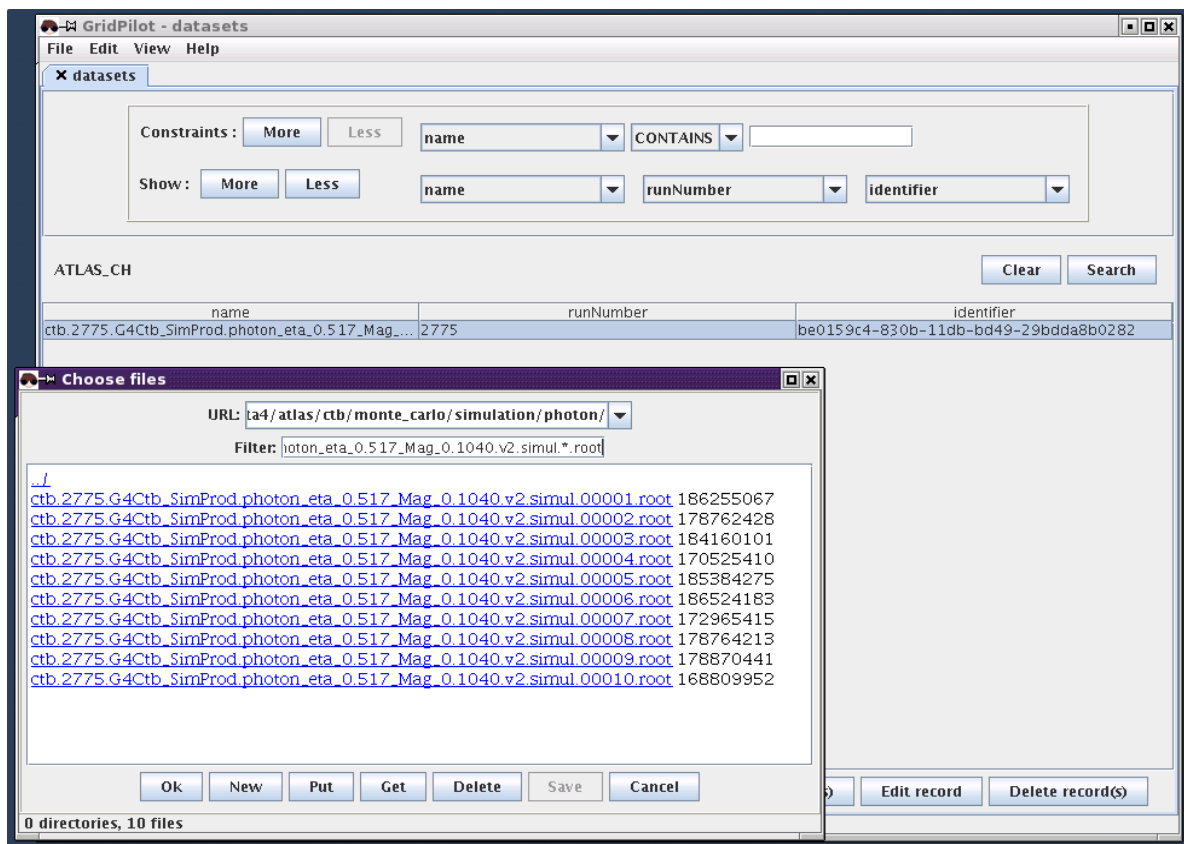 GridPilot - datasets
File Edit View Help
datasets
Constraints : More Less name CONTAINS
Show : More Less name runNumber identifier
ATLAS_CH Clear Search
name runNumber identifier
ctb.2775.G4Ctb_SimProd.photon_eta_0.517_Mag_... 2775 be0159c4-830b-11db-bd49-29bdda8b0282
Choose files
URL: ta4/atlas/ctb/monte_carlo/simulation/photon/
Filter: hoton_eta_0.517_Mag_0.1040.v2.simul.*.root
../
ctb.2775.G4Ctb_SimProd.photon_eta_0.517_Mag_0.1040.v2.simul.00001.root 186255067
ctb.2775.G4Ctb_SimProd.photon_eta_0.517_Mag_0.1040.v2.simul.00002.root 178762428
ctb.2775.G4Ctb_SimProd.photon_eta_0.517_Mag_0.1040.v2.simul.00003.root 184160101
ctb.2775.G4Ctb_SimProd.photon_eta_0.517_Mag_0.1040.v2.simul.00004.root 170525410
ctb.2775.G4Ctb_SimProd.photon_eta_0.517_Mag_0.1040.v2.simul.00005.root 185384275
ctb.2775.G4Ctb_SimProd.photon_eta_0.517_Mag_0.1040.v2.simul.00006.root 186524183
ctb.2775.G4Ctb_SimProd.photon_eta_0.517_Mag_0.1040.v2.simul.00007.root 172965415
ctb.2775.G4Ctb_SimProd.photon_eta_0.517_Mag_0.1040.v2.simul.00008.root 178764213
ctb.2775.G4Ctb_SimProd.photon_eta_0.517_Mag_0.1040.v2.simul.00009.root 178870441
ctb.2775.G4Ctb_SimProd.photon_eta_0.517_Mag_0.1040.v2.simul.00010.root 168809952
Ok New Put Get Delete Save Cancel
) Edit record Delete record(s)
0 directories, 10 files